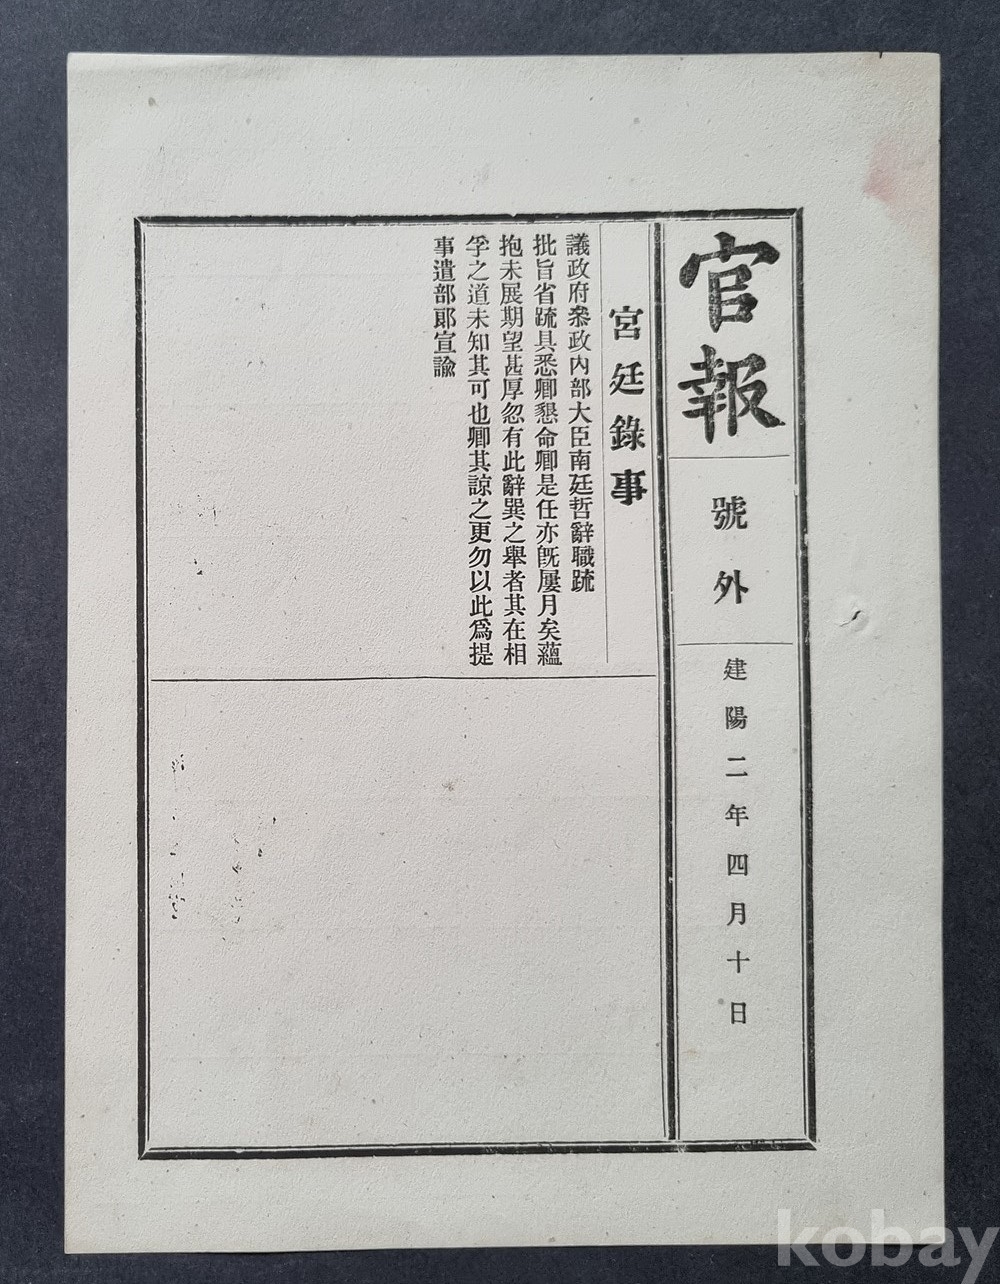 官報
號外
建陽二年四月十日
宮廷錄事
議政府叅政內部大臣南廷哲辭職疏
批旨省疏具悉卿懇命卿是任亦旣屢月矣蘊
抱未展期望甚厚忽有此辭巽之擧者其在相
孚之道未知其可也卿其諒之更勿以此爲提
事遣部郞宣諭
kobay